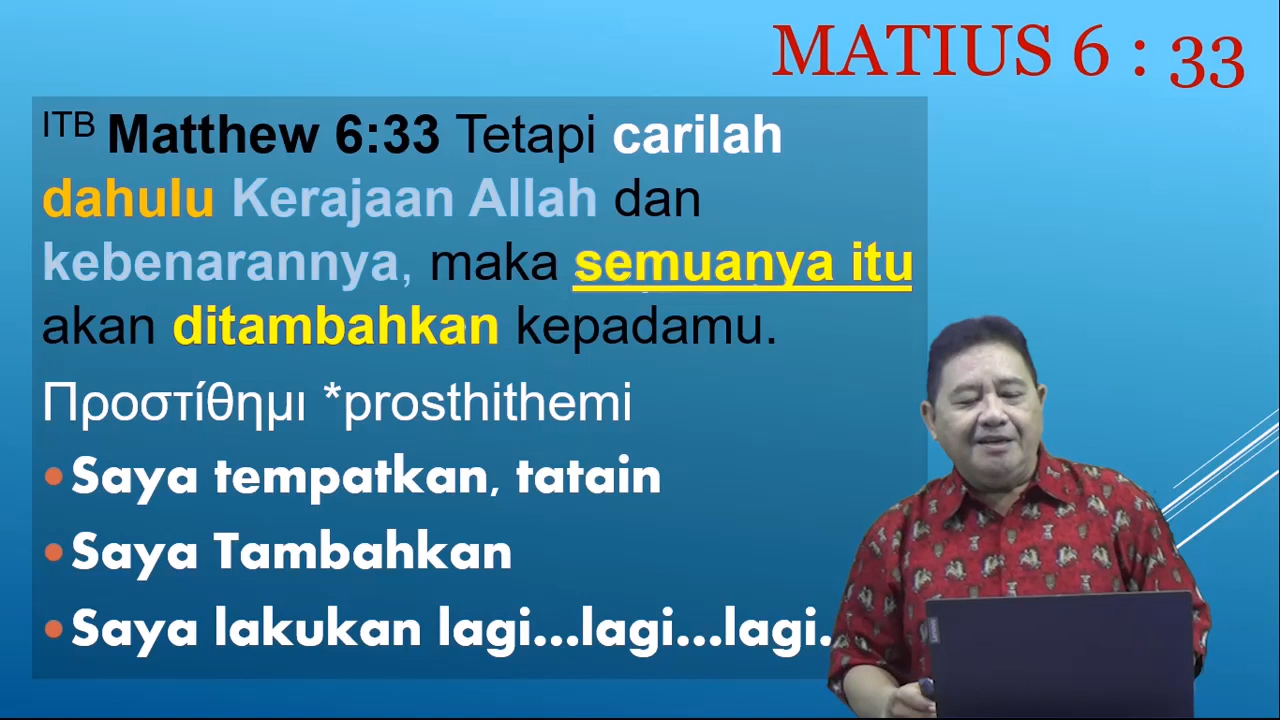 MATIUS 6 : 33
ITB Matthew 6:33 Tetapi carilah
dahulu Kerajaan Allah dan
kebenarannya, maka semuanya itu
akan ditambahkan kepadamu.
Προστίθημι *prosthithemi
• Saya tempatkan, tatain
• Saya Tambahkan
• Saya lakukan lagi...lagi...lagi.
Lenovo